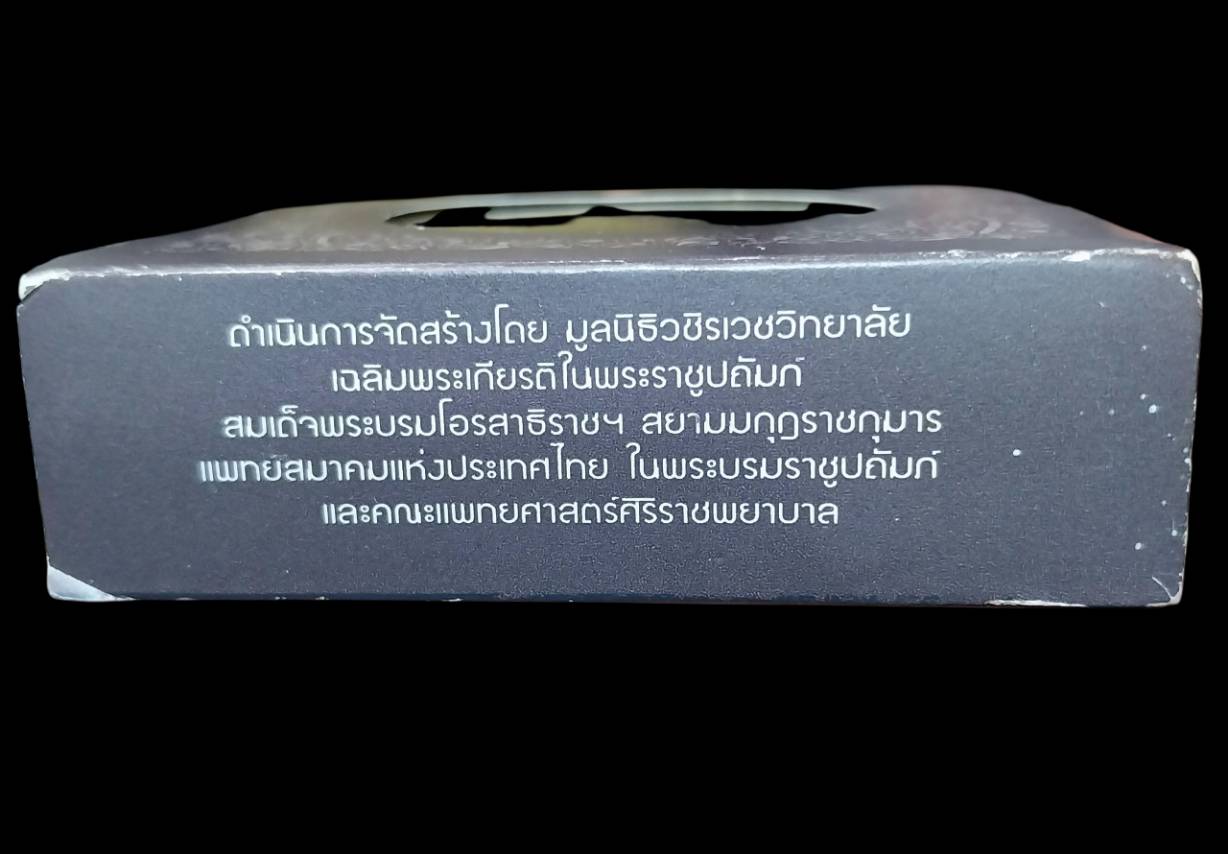 ดำเนินการจัดสร้างโดย มูลนิธิวชิรเวชวิทยาลัย
เฉลิมพระเกียรติในพระราชูปถัมภ์
สมเด็จพระบรมโอรสาธิราชฯ สยามมกุฎราชกุมาร
แพทย์สมาคมแห่งประเทศไทย ในพระบรมราชูปถัมภ์
และคณะแพทยศาสตร์ศิริราชพยาบาล